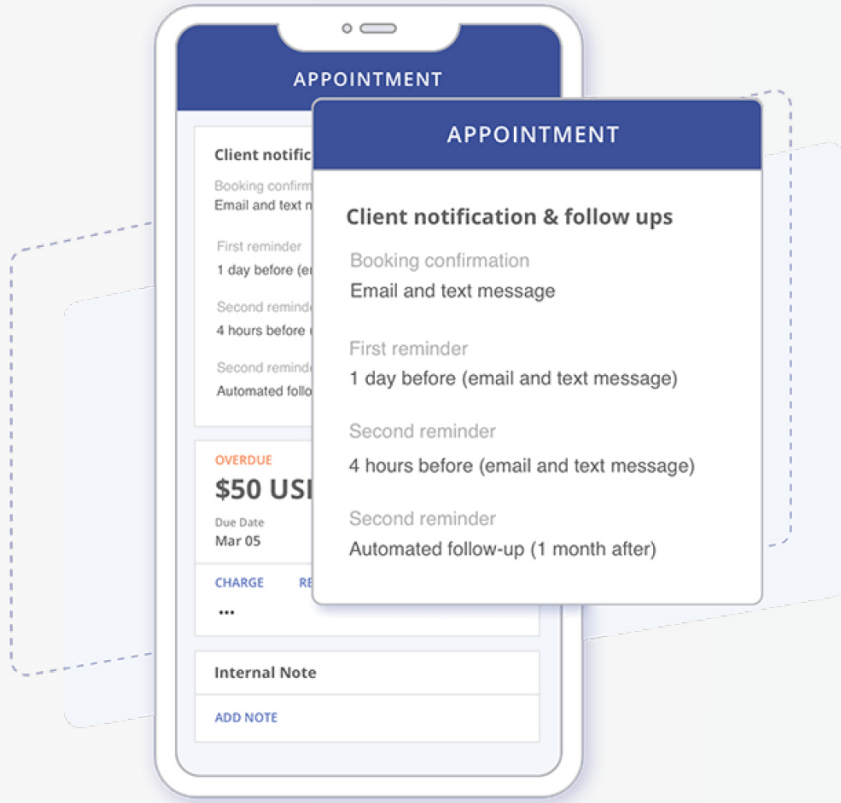 APPOINTMENT
Client notific
Booking confirm
Email and text
First reminder
1 day before
Second
4 hours before
Second
Automated follo
OVERDUE
$50
Due Date
Mar 05
CHARGE RE
...
Internal Note
ADD NOTE
APPOINTMENT
Client notification & follow ups
Booking confirmation
Email and text message
First reminder
1 day before (email and text message)
Second reminder
4 hours before (email and text message)
Second reminder
Automated follow-up (1 month after)